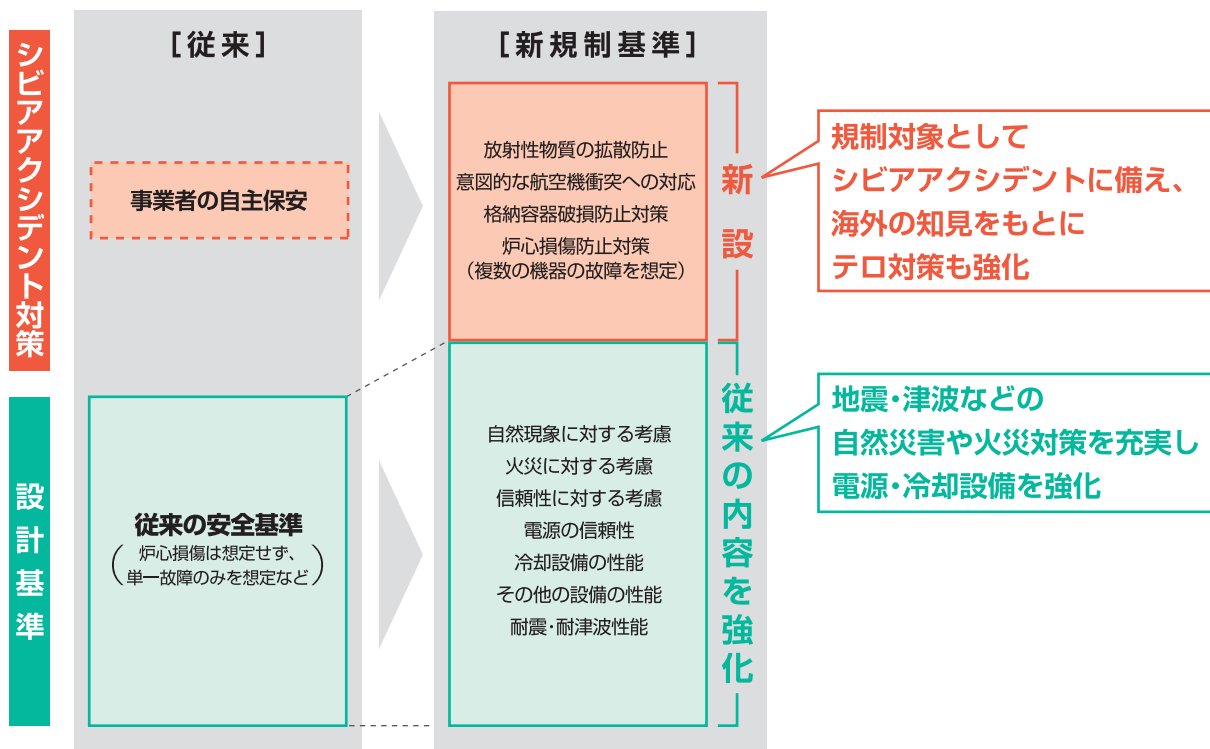 シビアアクシデント対策
[従来]
事業者の自主保安
[新規制基準]
放射性物質の拡散防止
意図的な航空機衝突への対応
格納容器破損防止対策
炉心損傷防止対策
(複数の機器の故障を想定)
新設
規制対象として
シビアアクシデントに備え、
海外の知見をもとに
テロ対策も強化
設計基準
従来の安全基準
(炉心損傷は想定せず、
単一故障のみを想定など)
自然現象に対する考慮
火災に対する考慮
信頼性に対する考慮
電源の信頼性
冷却設備の性能
その他の設備の性能
耐震・耐津波性能
従来の内容を強化
地震・津波などの
自然災害や火災対策を充実し
電源・冷却設備を強化